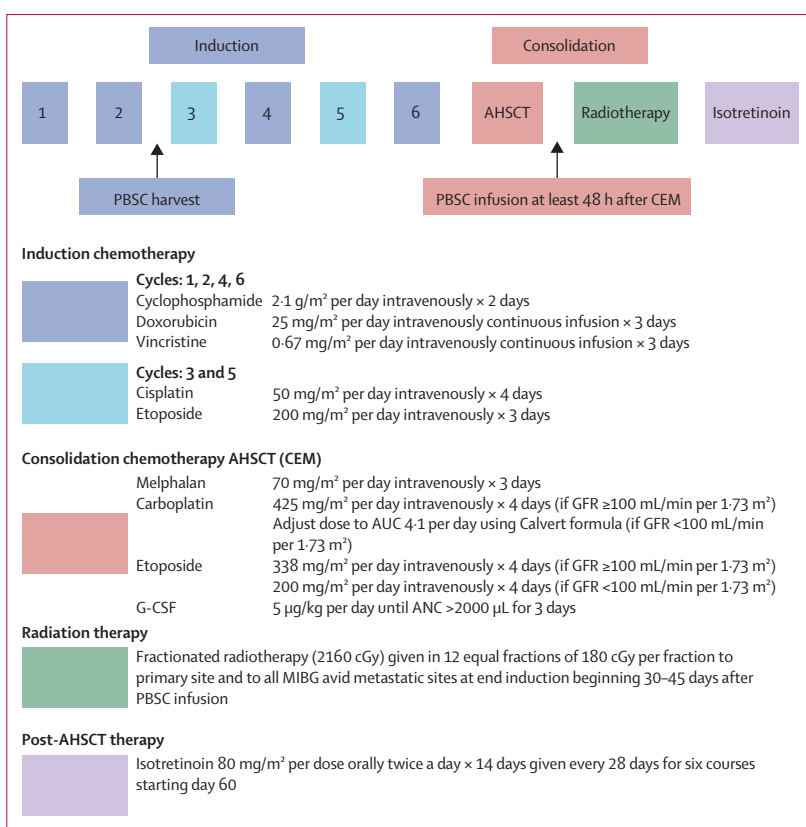 Induction
Consolidation
1 2 3 4 5 6 AHSCT Radiotherapy Isotretinoin
PBSC harvest
PBSC infusion at least 48 h after CEM
Induction chemotherapy
Cycles: 1, 2, 4, 6
Cyclophosphamide 2·1 g/m² per day intravenously × 2 days
Doxorubicin 25 mg/m² per day intravenously continuous infusion × 3 days
Vincristine 0·67 mg/m² per day intravenously continuous infusion × 3 days
Cycles: 3 and 5
Cisplatin 50 mg/m² per day intravenously × 4 days
Etoposide 200 mg/m² per day intravenously × 3 days
Consolidation chemotherapy AHSCT (CEM)
Melphalan 70 mg/m² per day intravenously × 3 days
Carboplatin 425 mg/m² per day intravenously × 4 days (if GFR ≥100 mL/min per 1·73 m²)
Adjust dose to AUC 4·1 per day using Calvert formula (if GFR <100 mL/min
per 1·73 m²)
Etoposide 338 mg/m² per day intravenously × 4 days (if GFR ≥100 mL/min per 1·73 m²)
200 mg/m² per day intravenously × 4 days (if GFR <100 mL/min per 1·73 m²)
G-CSF 5 µg/kg per day until ANC >2000 µL for 3 days
Radiation therapy
Fractionated radiotherapy (2160 cGy) given in 12 equal fractions of 180 cGy per fraction to
primary site and to all MIBG avid metastatic sites at end induction beginning 30–45 days after
PBSC infusion
Post-AHSCT therapy
Isotretinoin 80 mg/m² per dose orally twice a day × 14 days given every 28 days for six courses
starting day 60